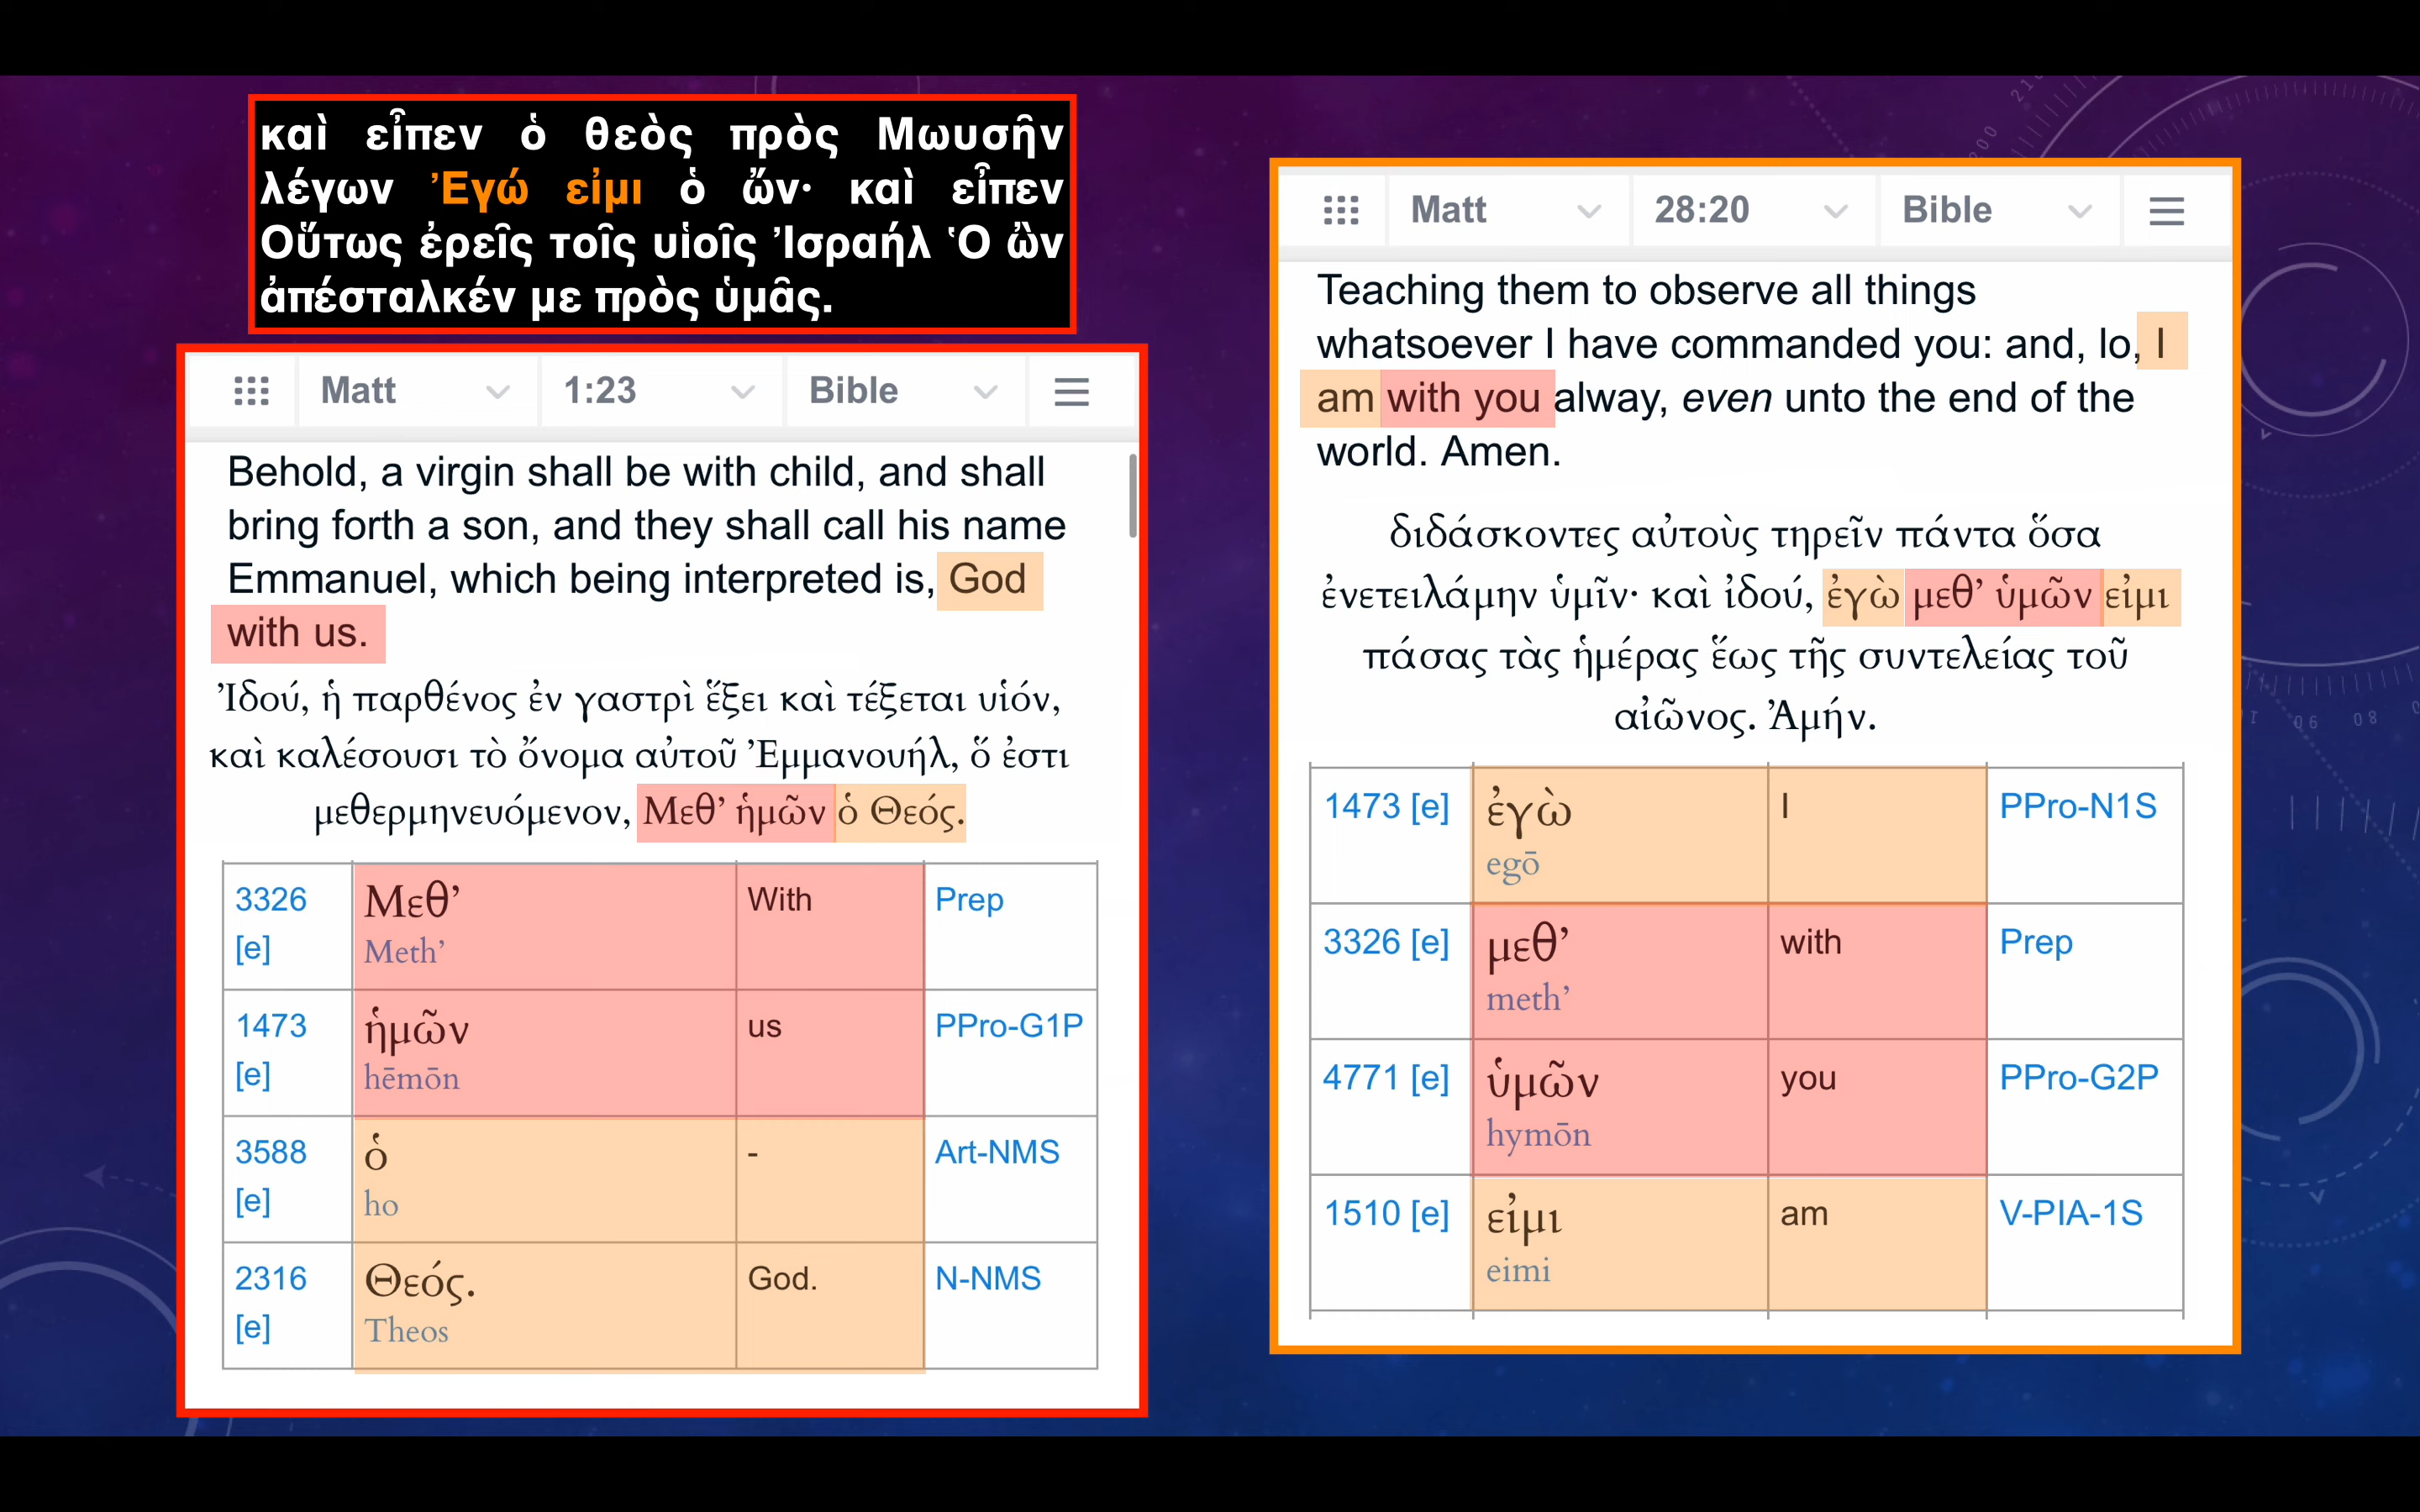 καὶ εἶπεν ὁ θεὸς πρὸς Μωυσῆν
λέγων Ἐγώ εἰμι ὁ ὤν· καὶ εἶπεν
Οὕτως ἐρεῖς τοῖς υἱοῖς Ἰσραήλ Ὁ ὢν
ἀπέσταλκέν με πρὸς ὑμᾶς.
Matt 1:23 Bible
Behold, a virgin shall be with child, and shall
bring forth a son, and they shall call his name
Emmanuel, which being interpreted is, God
with us.
Ἰδού, ἡ παρθένος ἐν γαστρὶ ἕξει καὶ τέξεται υἱόν,
καὶ καλέσουσι τὸ ὄνομα αὐτοῦ Ἐμμανουήλ, ὅ ἐστι
μεθερμηνευόμενον, Μεθ’ ἡμῶν ὁ Θεός.
3326 [e] Μεθ’ With Prep
Meth’
1473 [e] ἡμῶν us PPro-G1P
hēmōn
3588 [e] ὁ - Art-NMS
ho
2316 [e] Θεός. God. N-NMS
Theos
Matt 28:20 Bible
Teaching them to observe all things
whatsoever I have commanded you: and, lo, I
am with you alway, even unto the end of the
world. Amen.
διδάσκοντες αὐτοὺς τηρεῖν πάντα ὅσα
ἐνετειλάμην ὑμῖν· καὶ ἰδού, ἐγὼ μεθ’ ὑμῶν εἰμι
πάσας τὰς ἡμέρας ἕως τῆς συντελείας τοῦ
αἰῶνος. Ἀμήν.
1473 [e] ἐγὼ I PPro-N1S
egō
3326 [e] μεθ’ with Prep
meth’
4771 [e] ὑμῶν you PPro-G2P
hymōn
1510 [e] εἰμι am V-PIA-1S
eimi